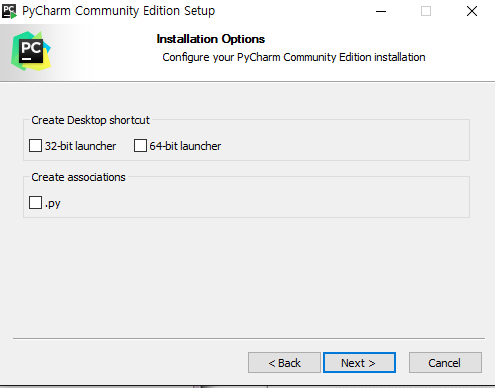 PyCharm Community Edition Setup
PC
Installation Options
Configure your PyCharm Community Edition installation
Create Desktop shortcut
32-bit launcher 64-bit launcher
Create associations
.py
< Back Next > Cancel